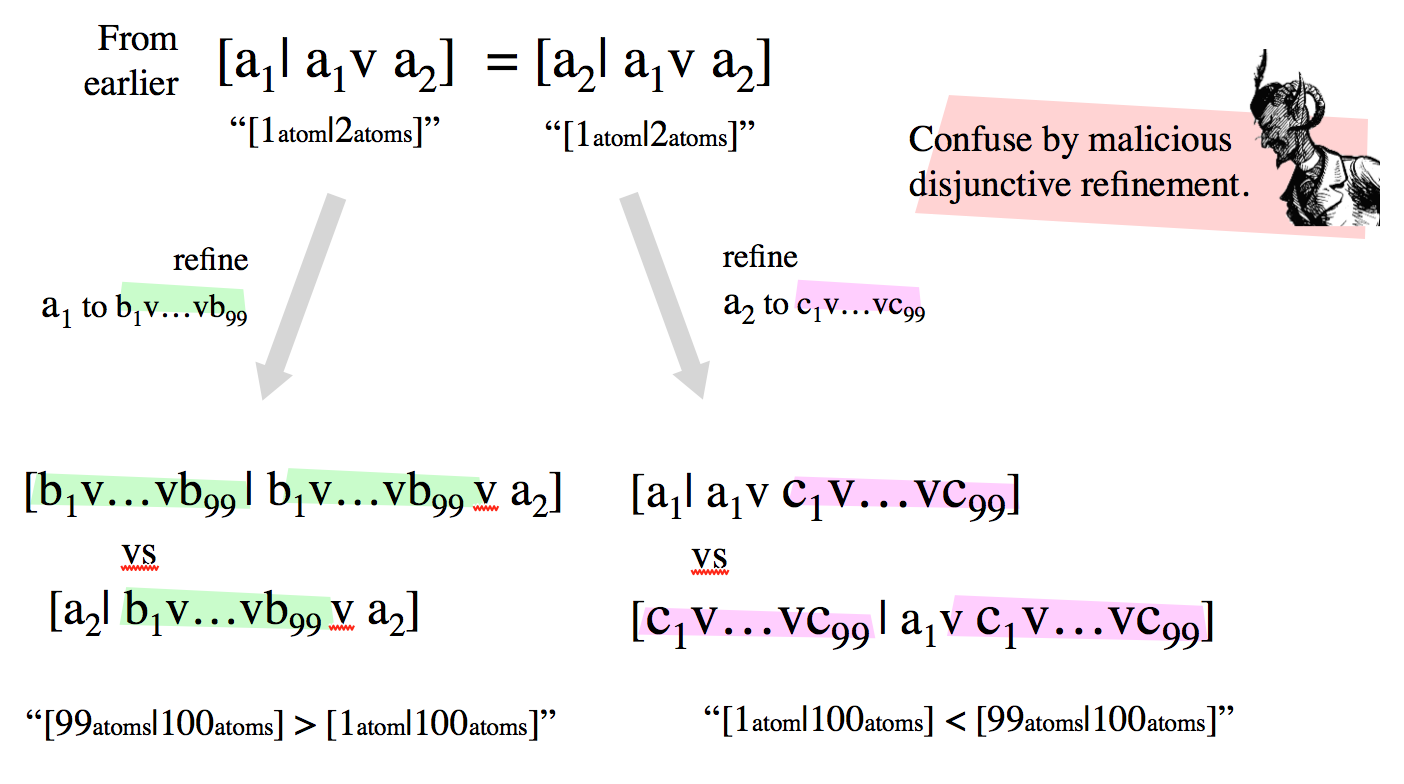 From
earlier
[a₁| a₁v a₂] = [a₂| a₁v a₂]
“[1atom|2atoms]” “[1atom|2atoms]”
Confuse by malicious
disjunctive refinement.
refine
a₁ to b₁v…vb₉₉
refine
a₂ to c₁v…vc₉₉
[b₁v…vb₉₉| b₁v…vb₉₉ v a₂]
vs
[a₂| b₁v…vb₉₉ v a₂]
“[99atoms|100atoms] > [1atom|100atoms]”
[a₁| a₁v c₁v…vc₉₉]
vs
[c₁v…vc₉₉ | a₁v c₁v…vc₉₉]
“[1atom|100atoms] < [99atoms|100atoms]”